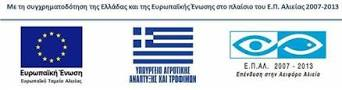 Με τη συγχρηματοδότηση της Ελλάδας και της Ευρωπαϊκής Ένωσης στο πλαίσιο του Ε.Π. Αλιείας 2007-2013
Ευρωπαϊκή Ένωση
Ευρωπαϊκό Ταμείο Αλιείας
ΥΠΟΥΡΓΕΙΟ ΑΓΡΟΤΙΚΗΣ
ΑΝΑΠΤΥΞΗΣ ΚΑΙ ΤΡΟΦΙΜΩΝ
Ε.Π.ΑΛ. 2007 - 2013
Επένδυση στην Αειφόρο Αλιεία